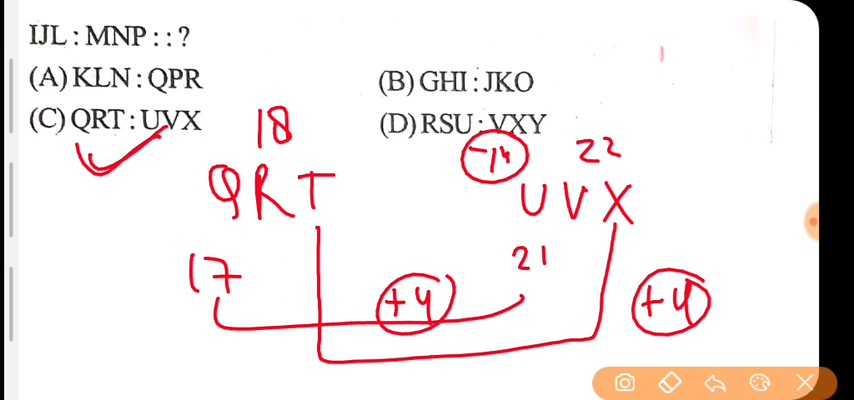 IJL : MNP : : ?
(A) KLN : QPR (B) GHI : JKO
(C) QRT : UVX (D) RSU : VXY
18 -14 22
QRT UVX
17 +4 21 +4